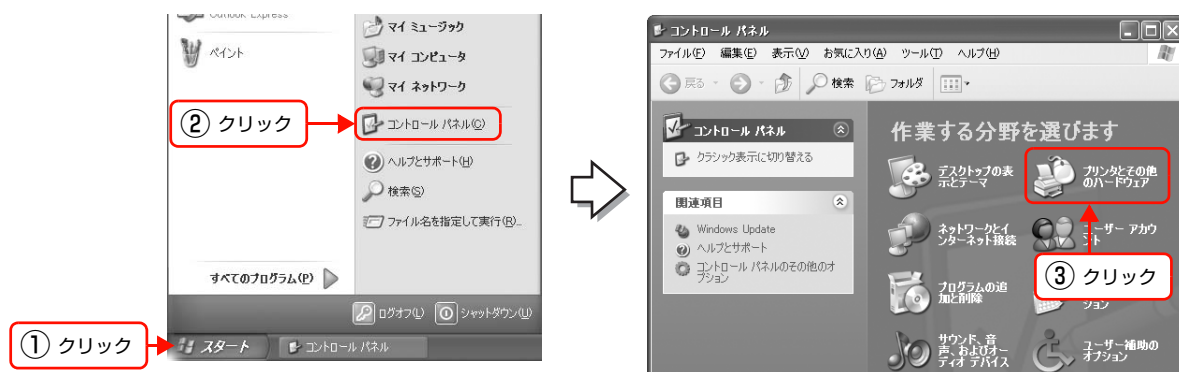 Outlook Express
ペイント
マイ ミュージック
マイ コンピュータ
マイ ネットワーク
② クリック
コントロール パネル(C)
ヘルプとサポート(H)
検索(S)
ファイル名を指定して実行(R)...
すべてのプログラム(P)
ログオフ(L)
シャットダウン(U)
① クリック
スタート
コントロール パネル
コントロール パネル
ファイル(F) 編集(E) 表示(V) お気に入り(A) ツール(T) ヘルプ(H)
戻る 検索 フォルダ
コントロール パネル
クラシック表示に切り替える
関連項目
Windows Update
ヘルプとサポート
コントロール パネルのその他のオ
プション
作業する分野を選びます
デスクトップの表
示とテーマ
プリンタとその他
のハードウェア
ネットワークとイ
ンターネット接続
ユーザー アカウ
ント
③ クリック
プログラムの追
加と削除
ション
サウンド、音
声、およびオー
ディオ デバイス
ユーザー補助の
オプション